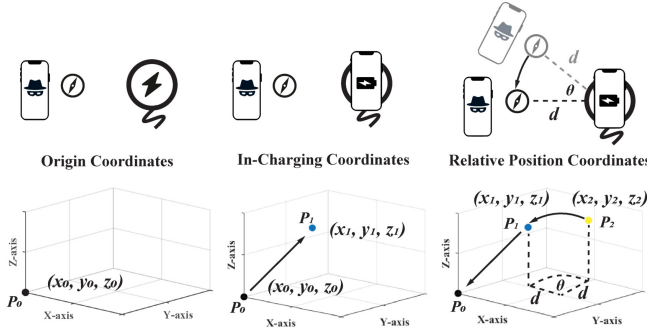 d
θ
d
Origin Coordinates
In-Charging Coordinates
Relative Position Coordinates
Z-axis
(x₀, y₀, z₀)
P₀
X-axis
Y-axis
Z-axis
P₁
(x₁, y₁, z₁)
(x₀, y₀, z₀)
P₀
X-axis
Y-axis
Z-axis
(x₁, y₁, z₁)
(x₂, y₂, z₂)
P₁
P₂
θ
d
d
P₀
X-axis
Y-axis